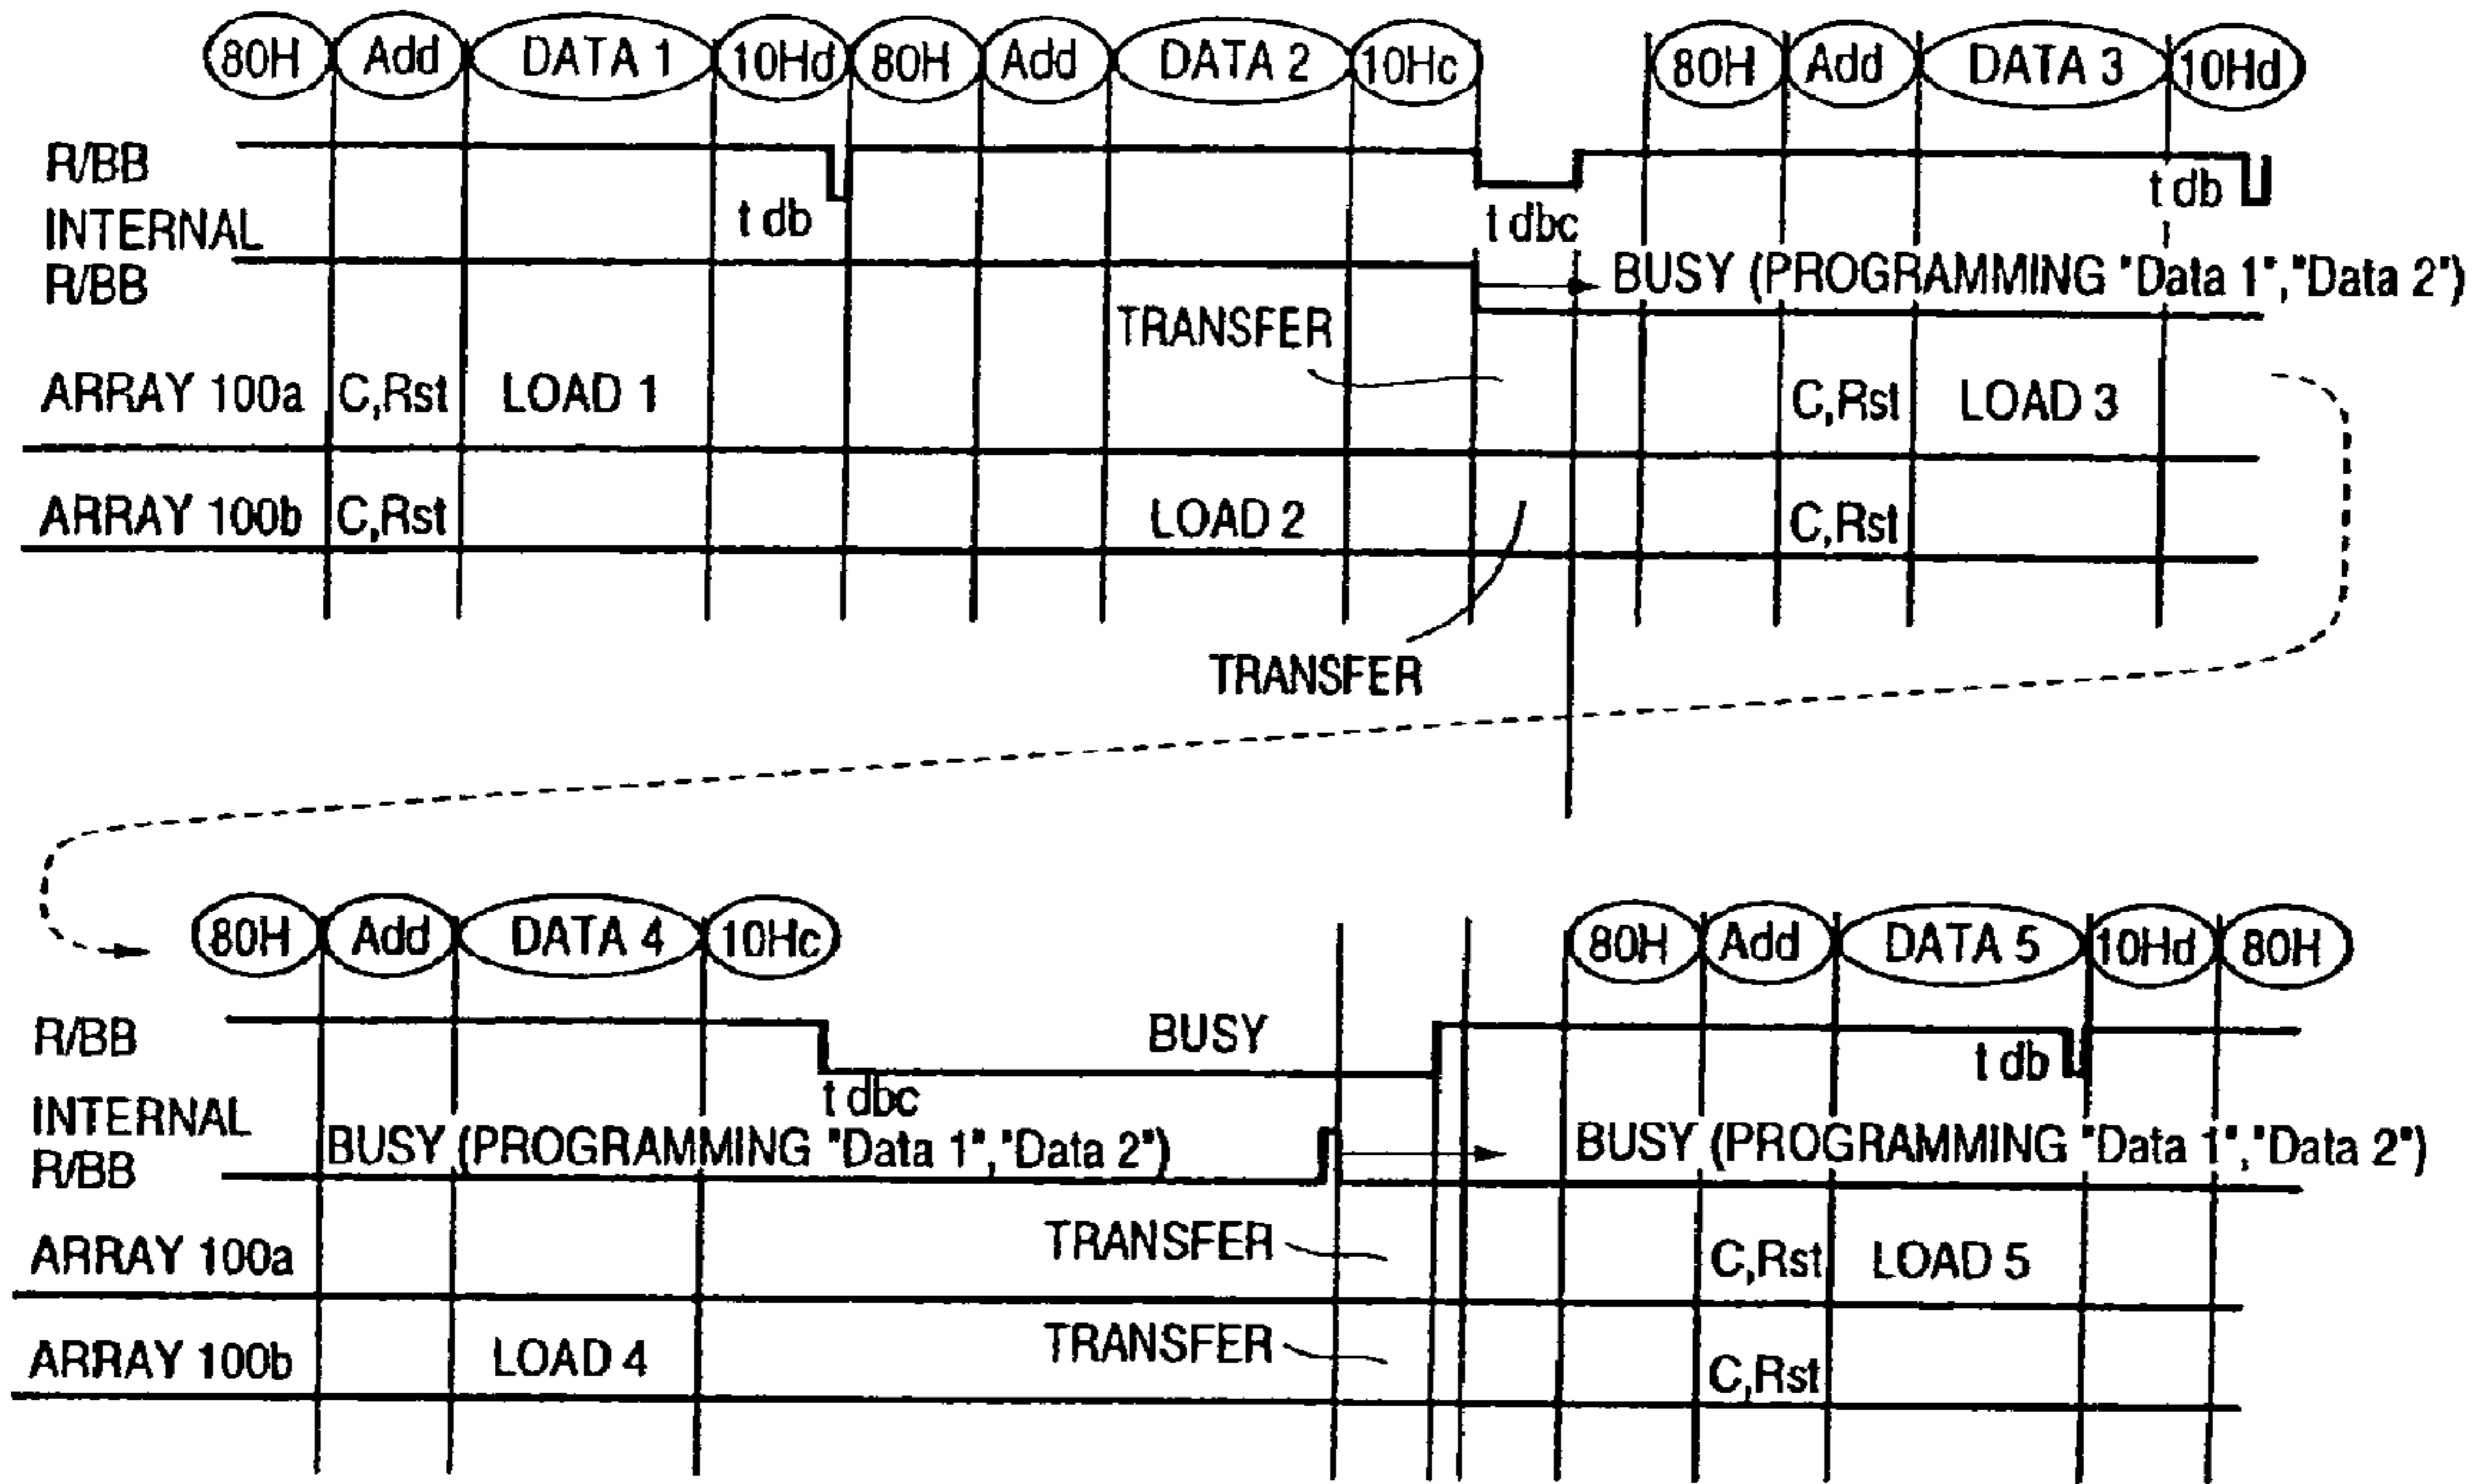 80H Add DATA 1 10Hd 80H Add DATA 2 10Hc 80H Add DATA 3 10Hd
R/BB
t db t dbc t db
INTERNAL
R/BB
BUSY (PROGRAMMING "Data 1","Data 2")
TRANSFER
ARRAY 100a C,Rst LOAD 1 C,Rst LOAD 3
ARRAY 100b C,Rst LOAD 2 C,Rst
TRANSFER
80H Add DATA 4 10Hc 80H Add DATA 5 10Hd 80H
R/BB BUSY t db
t dbc
INTERNAL
R/BB
BUSY (PROGRAMMING "Data 1","Data 2") BUSY (PROGRAMMING "Data 1","Data 2")
ARRAY 100a TRANSFER C,Rst LOAD 5
ARRAY 100b LOAD 4 TRANSFER C,Rst